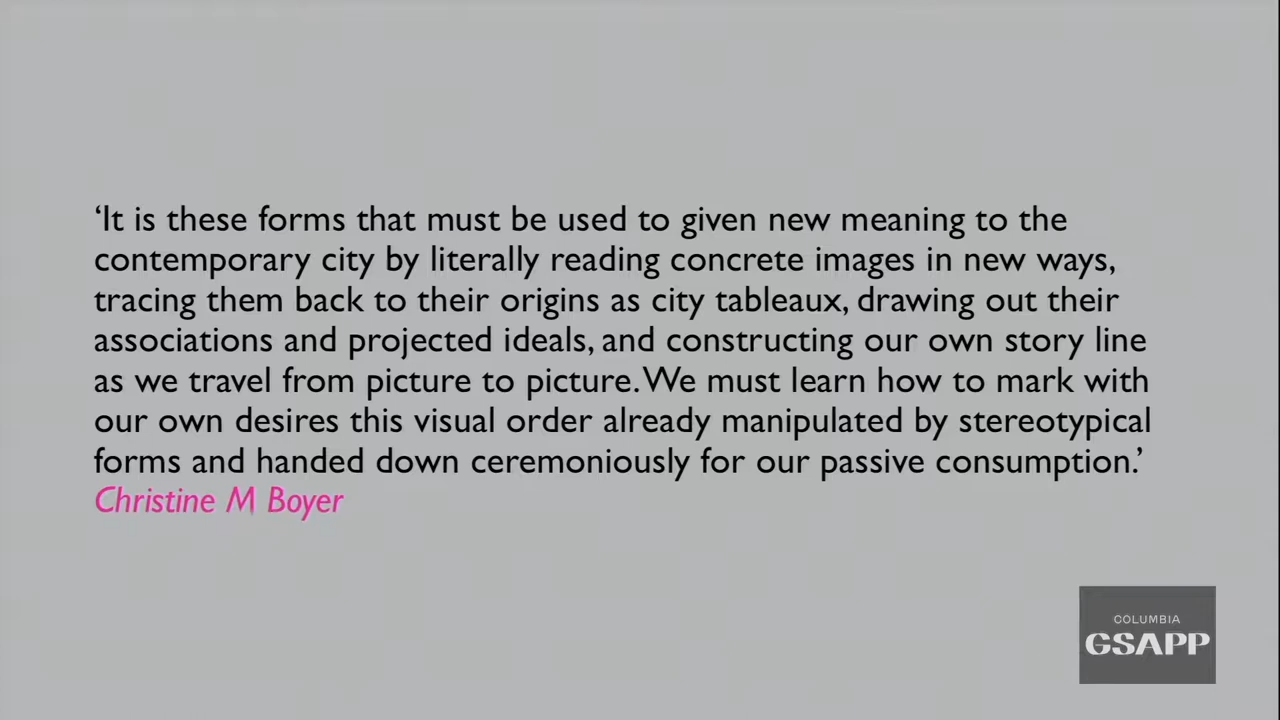 ‘It is these forms that must be used to given new meaning to the
contemporary city by literally reading concrete images in new ways,
tracing them back to their origins as city tableaux, drawing out their
associations and projected ideals, and constructing our own story line
as we travel from picture to picture. We must learn how to mark with
our own desires this visual order already manipulated by stereotypical
forms and handed down ceremoniously for our passive consumption.’
Christine M Boyer
COLUMBIA
GSAPP